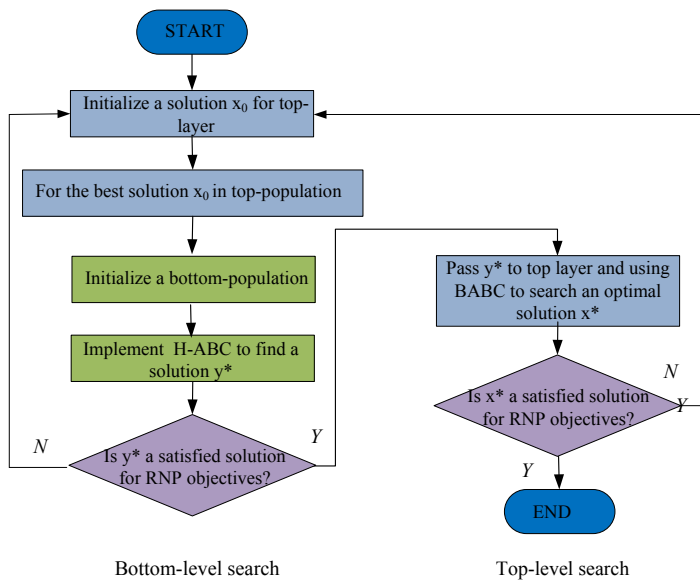 START
Initialize a solution x₀ for top-
layer
For the best solution x₀ in top-population
Initialize a bottom-population
Implement H-ABC to find a
solution y*
Is y* a satisfied solution
for RNP objectives?
N
Y
Pass y* to top layer and using
BABC to search an optimal
solution x*
Is x* a satisfied solution
for RNP objectives?
N
Y
Y
END
Bottom-level search
Top-level search